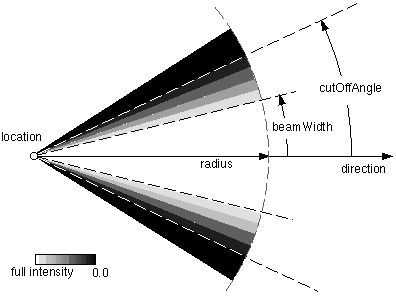 cutOffAngle
beamWidth
location
radius
direction
full intensity 0.0